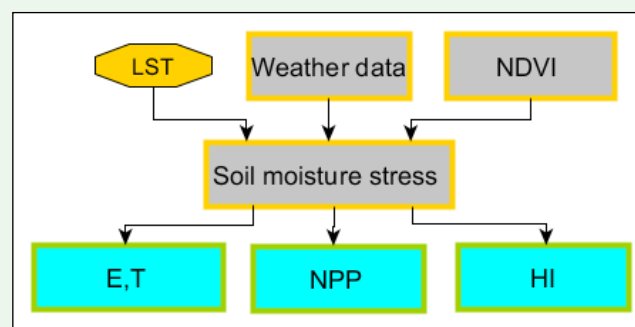 LST
Weather data
NDVI
Soil moisture stress
E,T
NPP
HI